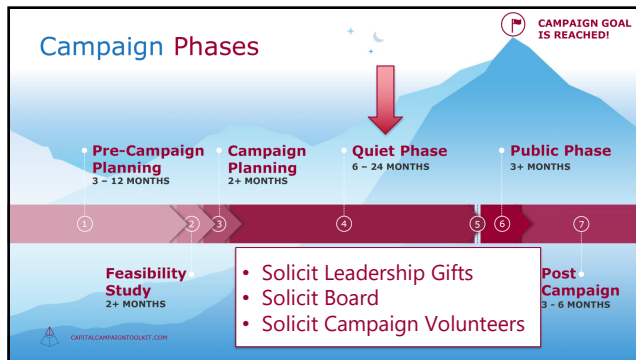 Campaign Phases
CAMPAIGN GOAL
IS REACHED!
Pre-Campaign
Planning
3 – 12 MONTHS
Campaign
Planning
2+ MONTHS
Quiet Phase
6 – 24 MONTHS
Public Phase
3+ MONTHS
1
2
3
4
5
6
7
Feasibility
Study
2+ MONTHS
• Solicit Leadership Gifts
• Solicit Board
• Solicit Campaign Volunteers
Post
Campaign
3 - 6 MONTHS
CAPITALCAMPAIGNTOOLKIT.COM